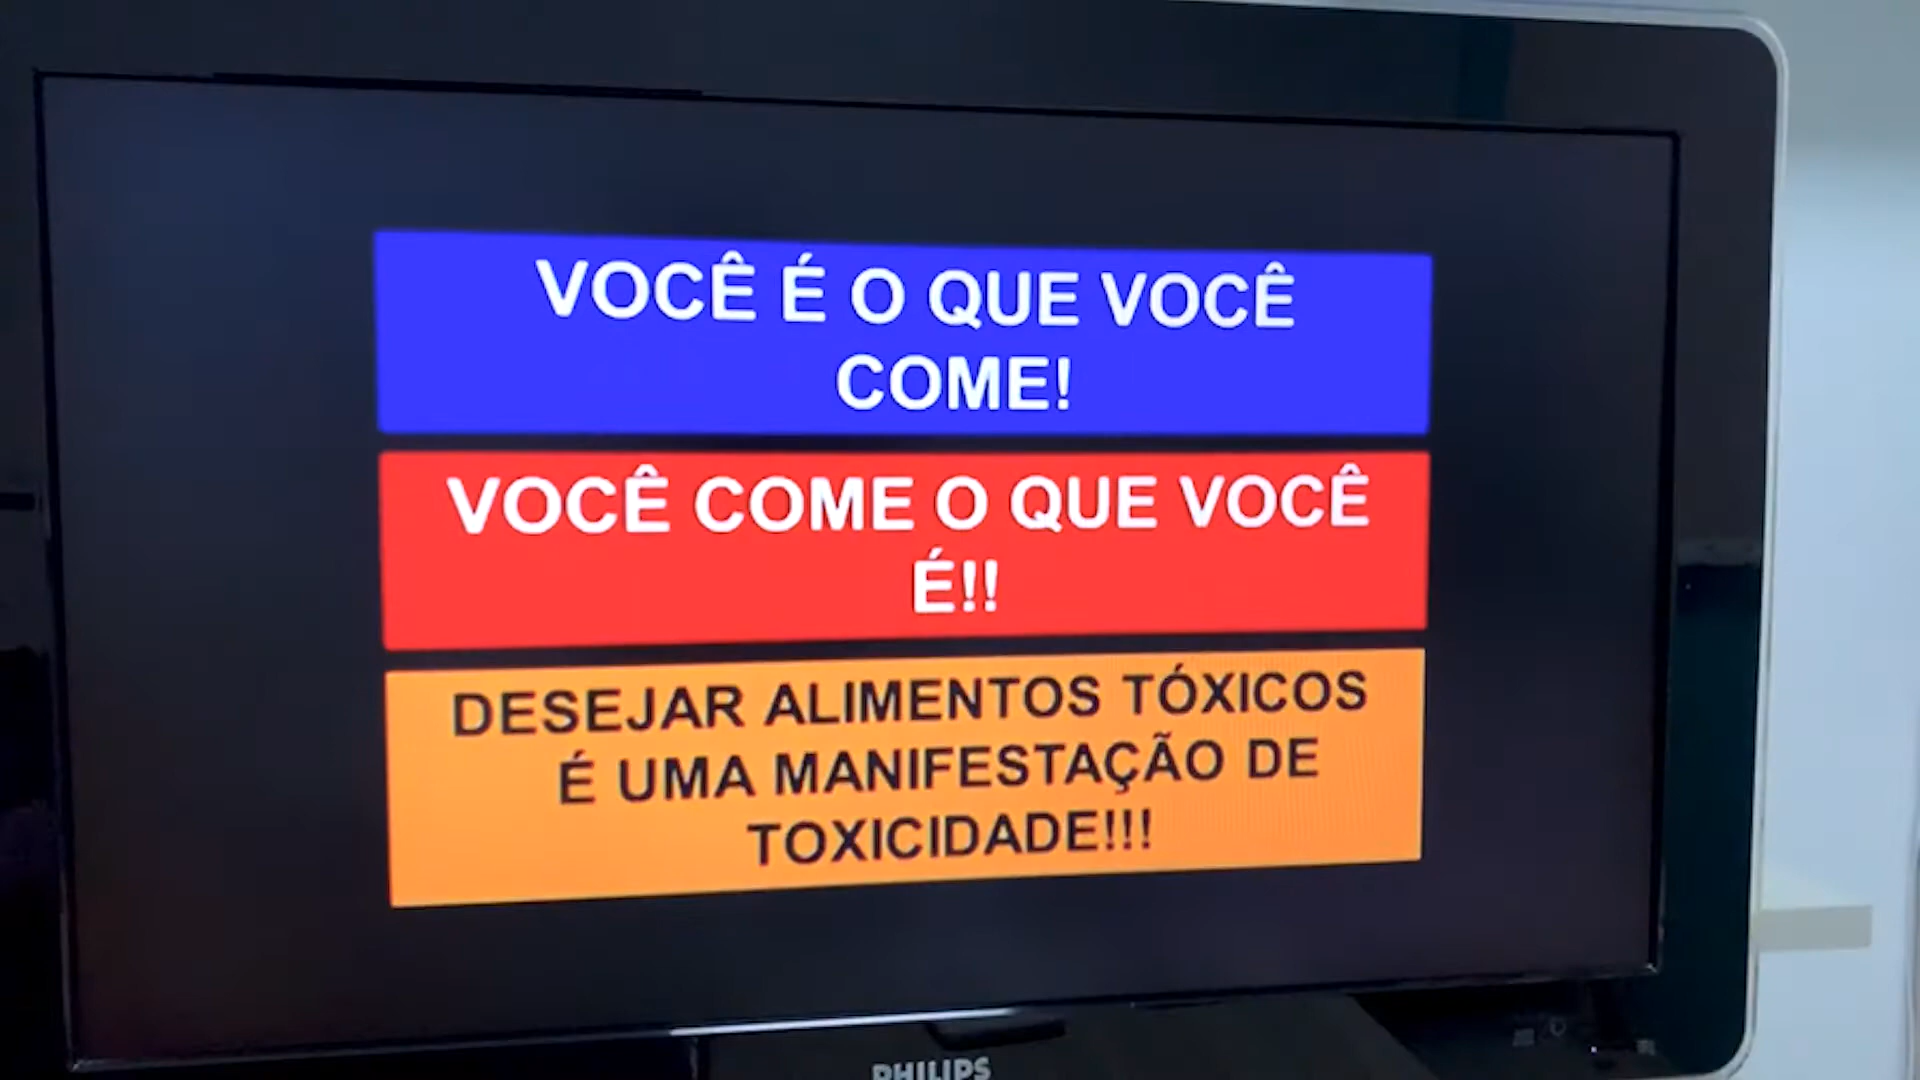 VOCÊ É O QUE VOCÊ
COME!
VOCÊ COME O QUE VOCÊ
É!!
DESEJAR ALIMENTOS TÓXICOS
É UMA MANIFESTAÇÃO DE
TOXICIDADE!!!
PHILIPS